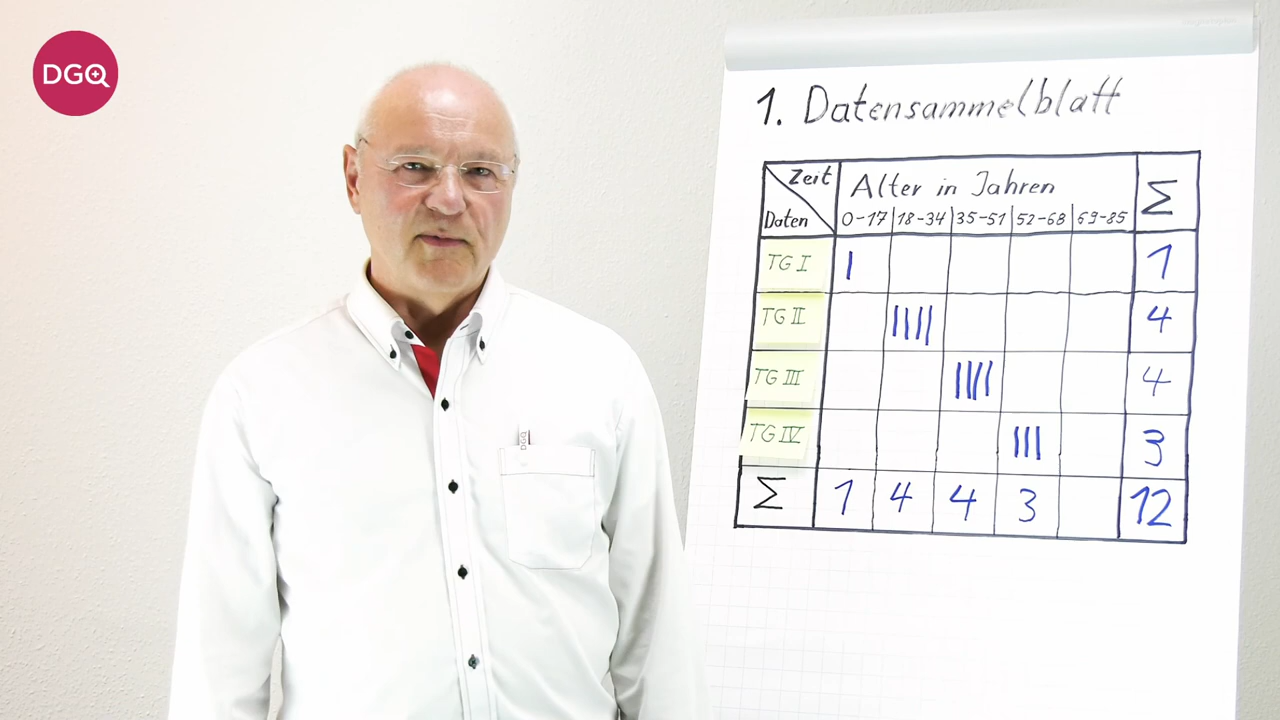 DGQ
1. Datensammelblatt
Zeit
Daten
Alter in Jahren
Σ
0-17 18-34 35-51 52-68 69-85
TG I 1
TG II 4
TG III 4
TG IV 3
Σ 1 4 4 3 12
DGQ